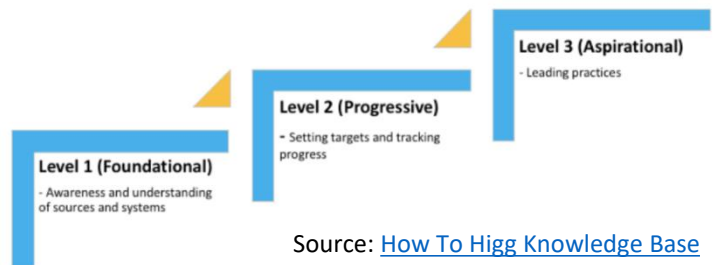 Level 1 (Foundational)
- Awareness and understanding
of sources and systems
Level 2 (Progressive)
- Setting targets and tracking
progress
Level 3 (Aspirational)
- Leading practices
Source: How To Higg Knowledge Base